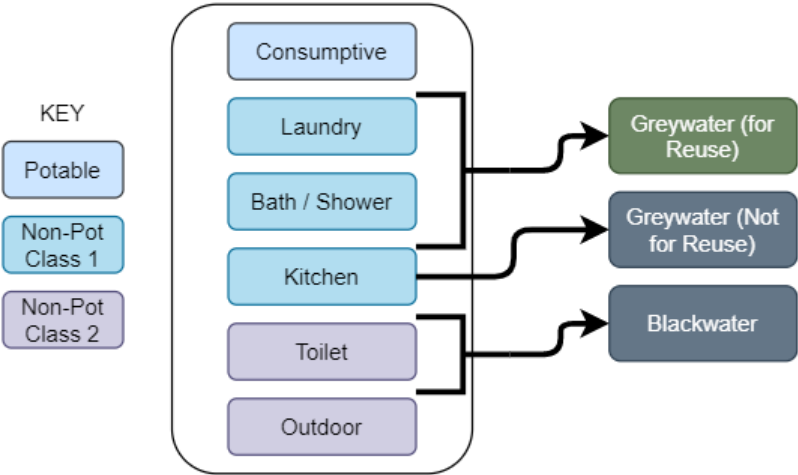 KEY
Potable
Non-Pot
Class 1
Non-Pot
Class 2
Consumptive
Laundry
Bath / Shower
Kitchen
Toilet
Outdoor
Greywater (for
Reuse)
Greywater (Not
for Reuse)
Blackwater